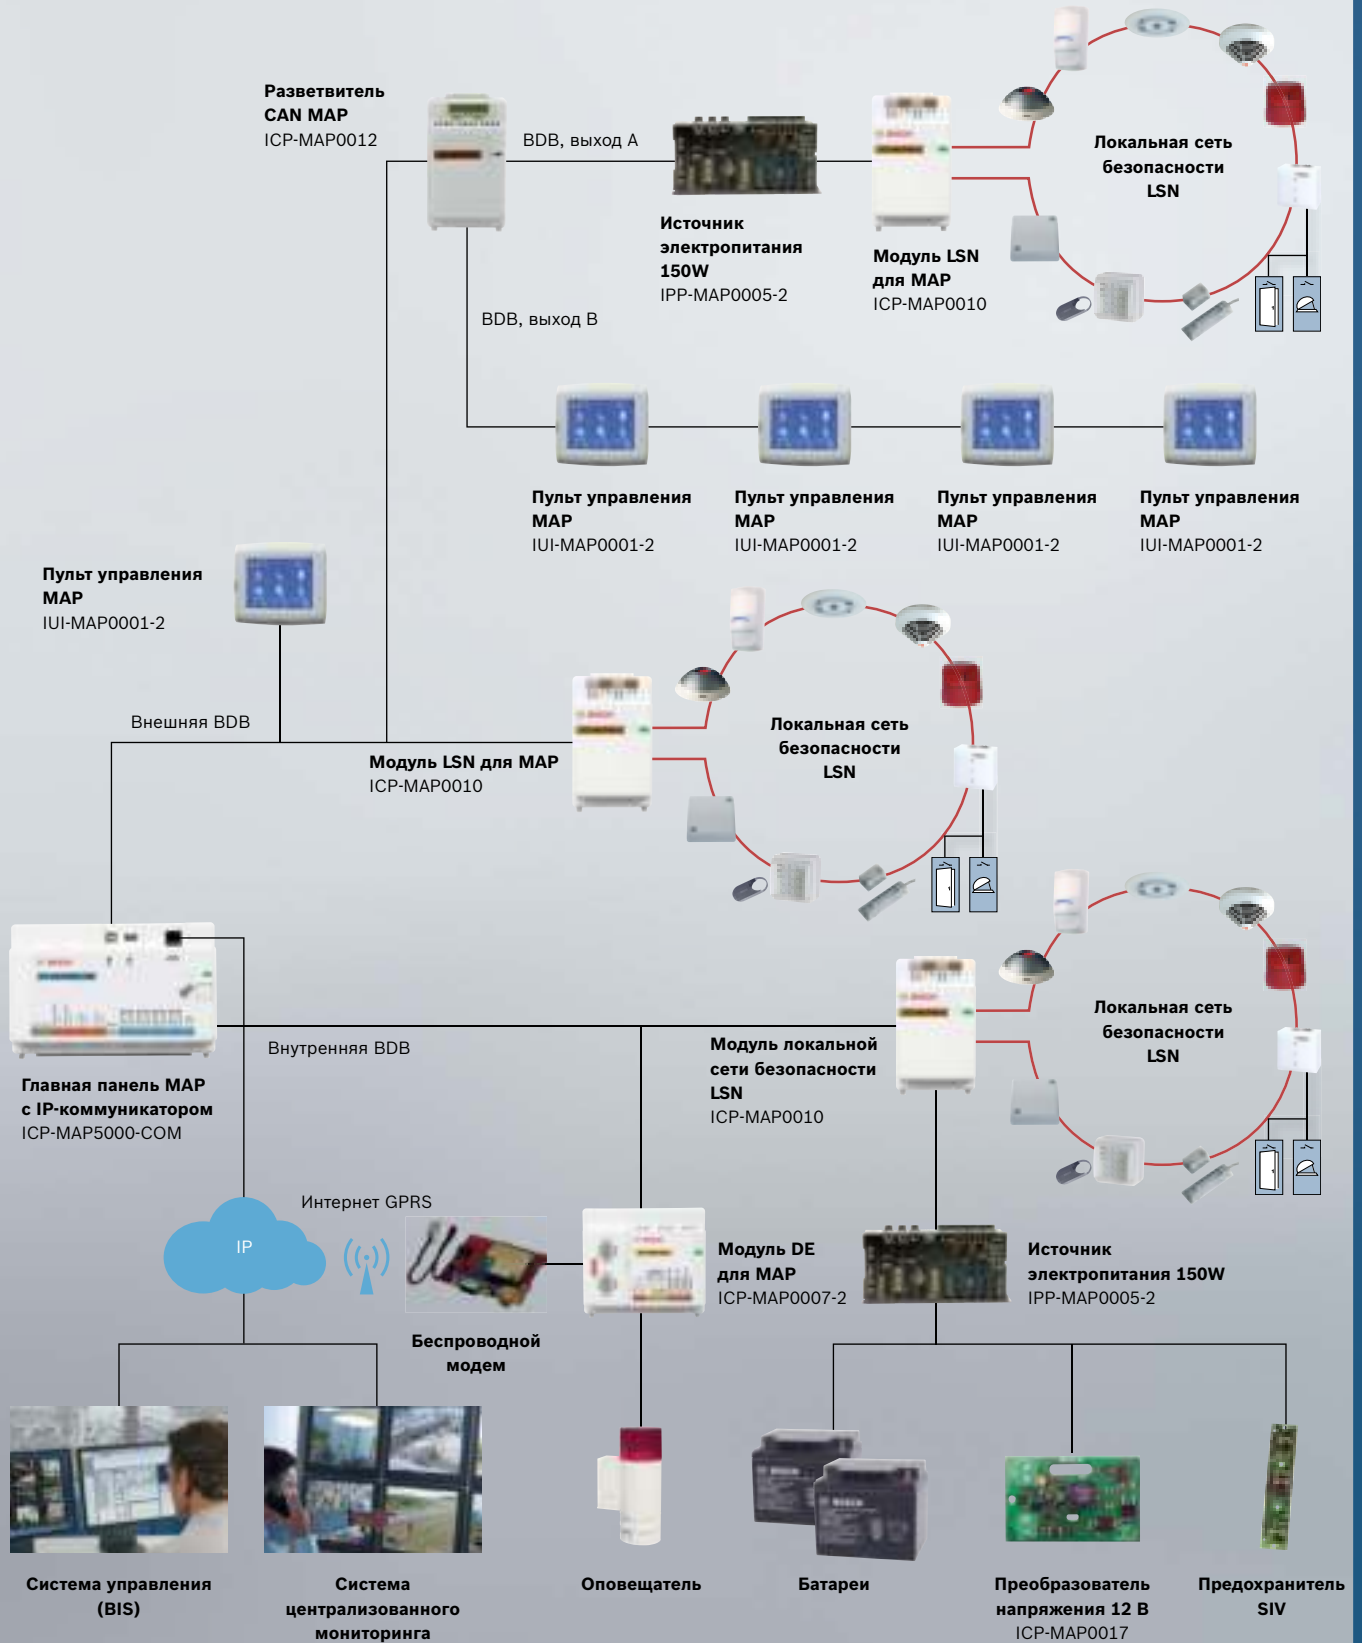 Разветвитель
CAN MAP
ICP-MAP0012
BDB, выход A
Источник
электропитания
150W
IPP-MAP0005-2
Модуль LSN
для MAP
ICP-MAP0010
Локальная сеть
безопасности
LSN
BDB, выход B
Пульт управления
MAP
IUI-MAP0001-2
Пульт управления
MAP
IUI-MAP0001-2
Пульт управления
MAP
IUI-MAP0001-2
Пульт управления
MAP
IUI-MAP0001-2
Пульт управления
MAP
IUI-MAP0001-2
Внешняя BDB
Модуль LSN для MAP
ICP-MAP0010
Локальная сеть
безопасности
LSN
Главная панель MAP
с IP-коммуникатором
ICP-MAP5000-COM
Внутренняя BDB
Модуль локальной
сети безопасности
LSN
ICP-MAP0010
Локальная сеть
безопасности
LSN
IP
Интернет GPRS
Беспроводной
модем
Модуль DE
для MAP
ICP-MAP0007-2
Источник
электропитания 150W
IPP-MAP0005-2
Система управления
(BIS)
Система
централизованного
мониторинга
Оповещатель
Батареи
Преобразователь
напряжения 12 В
ICP-MAP0017
Предохранитель
SIV